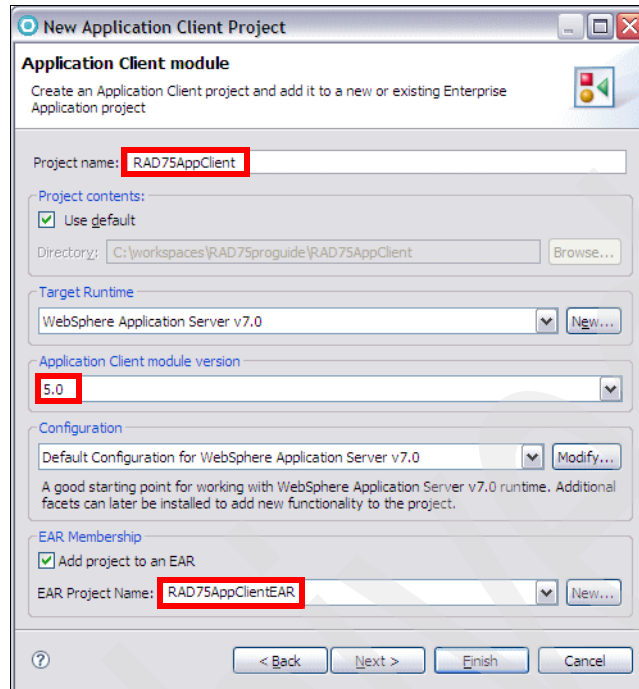 New Application Client Project
Application Client module
Create an Application Client project and add it to a new or existing Enterprise
Application project
Project name: RAD75AppClient
Project contents:
Use default
Directory: C:\workspaces\RAD75proguide\RAD75AppClient Browse...
Target Runtime
WebSphere Application Server v7.0 New...
Application Client module version
5.0
Configuration
Default Configuration for WebSphere Application Server v7.0 Modify...
A good starting point for working with WebSphere Application Server v7.0 runtime. Additional
facets can later be installed to add new functionality to the project.
EAR Membership
Add project to an EAR
EAR Project Name: RAD75AppClientEAR New...
? < Back Next > Finish Cancel